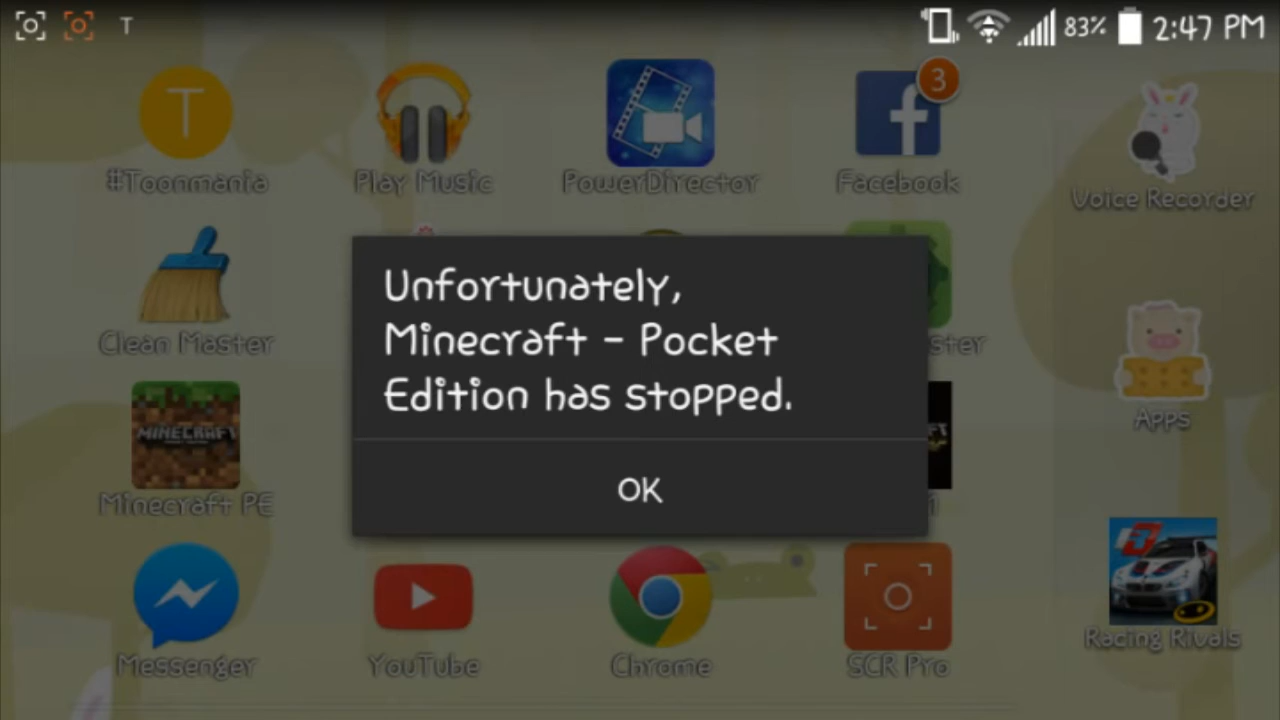 T 83% 2:47 PM
T
3
#Toonmania Play Music PowerDirector Facebook
Voice Recorder
Unfortunately,
Minecraft - Pocket
Edition has stopped.
OK
Clean Master
MINECRAFT
Minecraft PE
Apps
Messenger YouTube Chrome SCR Pro
Racing Rivals